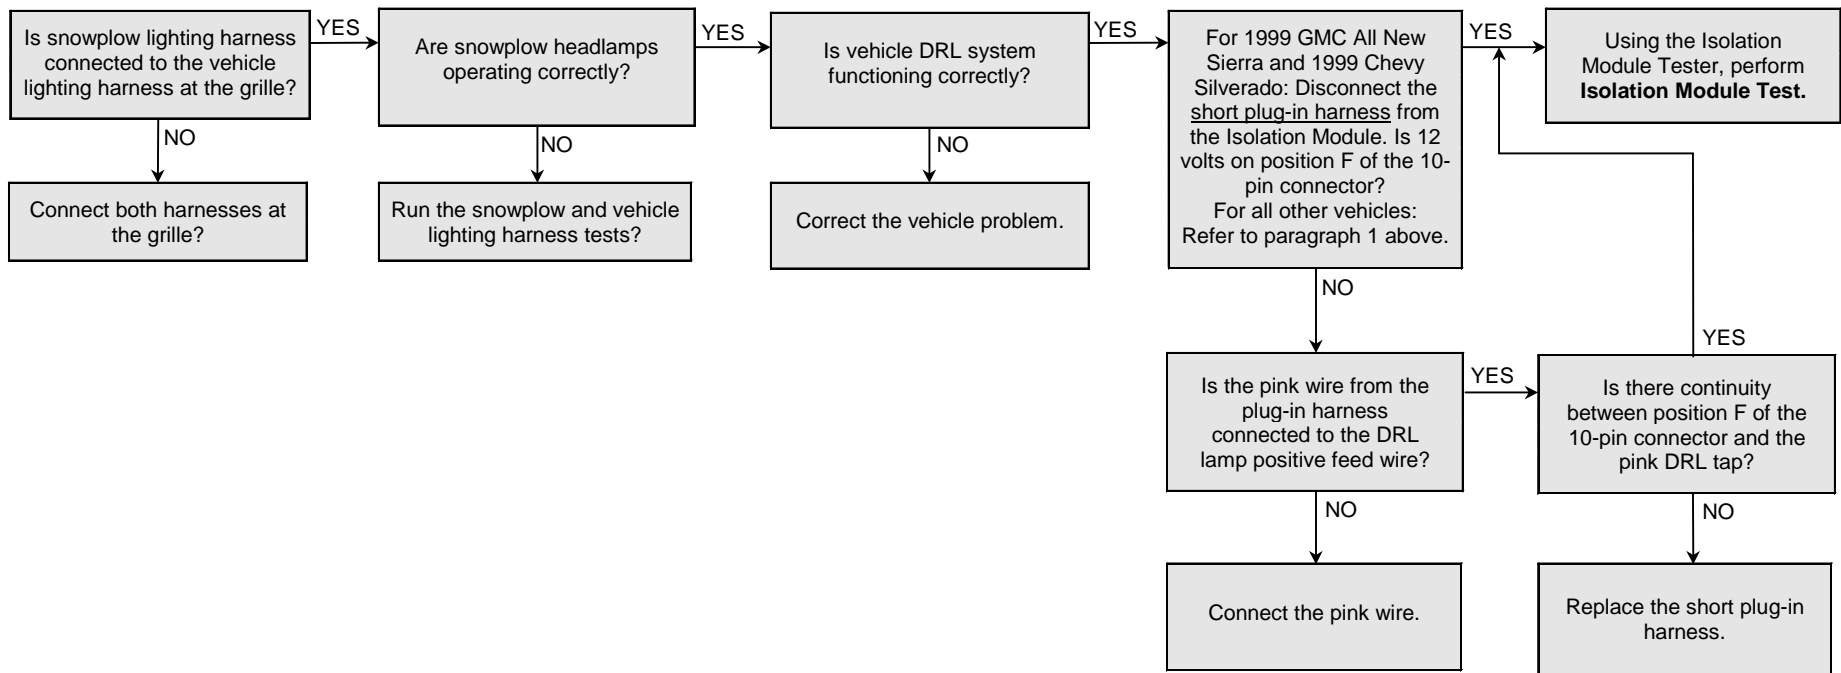 Is snowplow lighting harness
connected to the vehicle
lighting harness at the grille?
YES
NO
Connect both harnesses at
the grille?
Are snowplow headlamps
operating correctly?
YES
NO
Run the snowplow and vehicle
lighting harness tests?
Is vehicle DRL system
functioning correctly?
YES
NO
Correct the vehicle problem.
For 1999 GMC All New
Sierra and 1999 Chevy
Silverado: Disconnect the
short plug-in harness from
the Isolation Module. Is 12
volts on position F of the 10-
pin connector?
For all other vehicles:
Refer to paragraph 1 above.
YES
NO
Using the Isolation
Module Tester, perform
Isolation Module Test.
Is the pink wire from the
plug-in harness
connected to the DRL
lamp positive feed wire?
YES
NO
Connect the pink wire.
Is there continuity
between position F of the
10-pin connector and the
pink DRL tap?
YES
NO
Replace the short plug-in
harness.